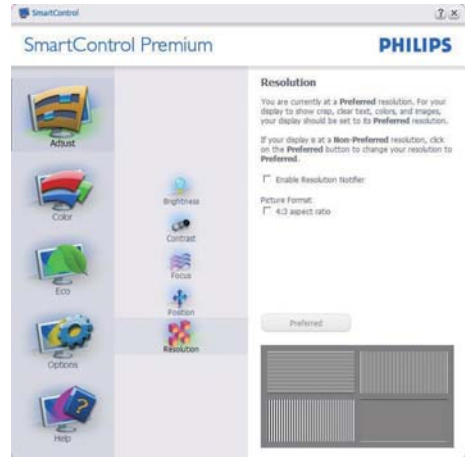 SmartControl
SmartControl Premium
PHILIPS
Adjust
Color
Eco
Options
Help
Brightness
Contrast
Focus
Position
Resolution
Resolution
You are currently at a Preferred resolution. For your
display to show crisp, clear text, colors, and images,
your display should be set to its Preferred resolution.
If your display is at a Non-Preferred resolution, click
on the Preferred button to change your resolution to
Preferred.
Enable Resolution Notifier
Picture Format
4:3 aspect ratio
Preferred